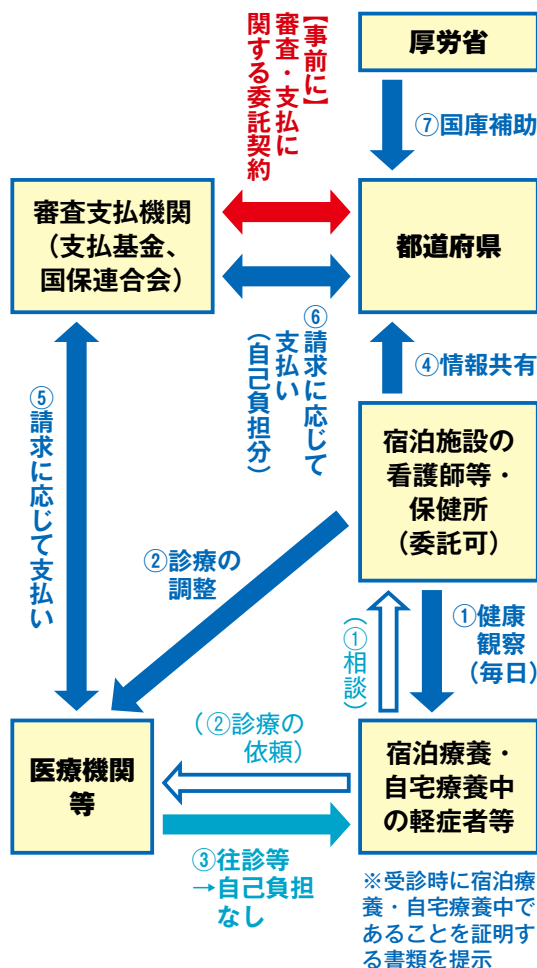 【事前に】
審査・支払に
関する委託契約
厚労省
⑦国庫補助
審査支払機関
（支払基金、
国保連合会）
都道府県
⑥請求に応じて
支払い
（自己負担分）
④情報共有
⑤請求に応じて支払い
宿泊施設の
看護師等・
保健所
（委託可）
②診療の
調整
①健康
観察
（毎日）
（①相談）
（②診療の
依頼）
医療機関
等
宿泊療養・
自宅療養中
の軽症者等
③往診等
→自己負担
なし
※受診時に宿泊療
養・自宅療養中で
あることを証明す
る書類を提示